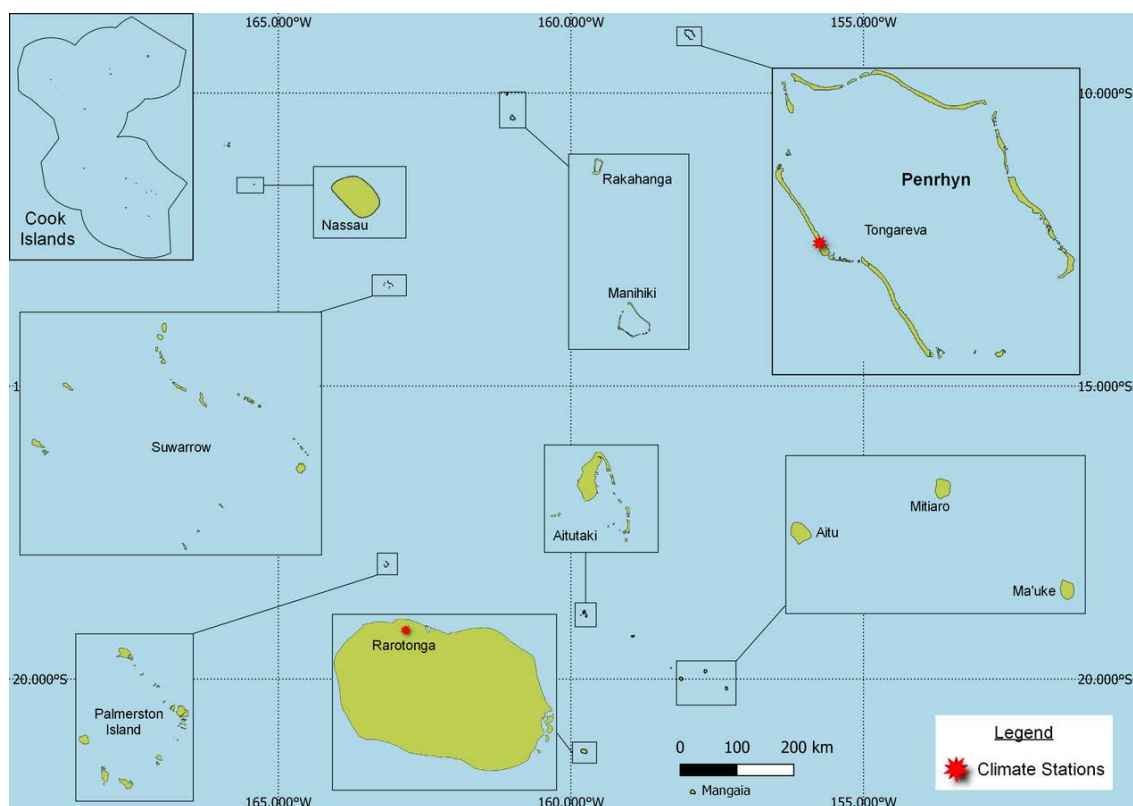 165.000°W
160.000°W
155.000°W
10.000°S
Cook
Islands
Nassau
Rakahanga
Manihiki
Penrhyn
Tongareva
1
15.000°S
Suwarrow
Aitutaki
Mitiaro
Aitu
Ma'uke
Rarotonga
20.000°S
20.000°S
Palmerston
Island
0 100 200 km
Mangaia
Legend
Climate Stations
165.000°W
160.000°W
155.000°W